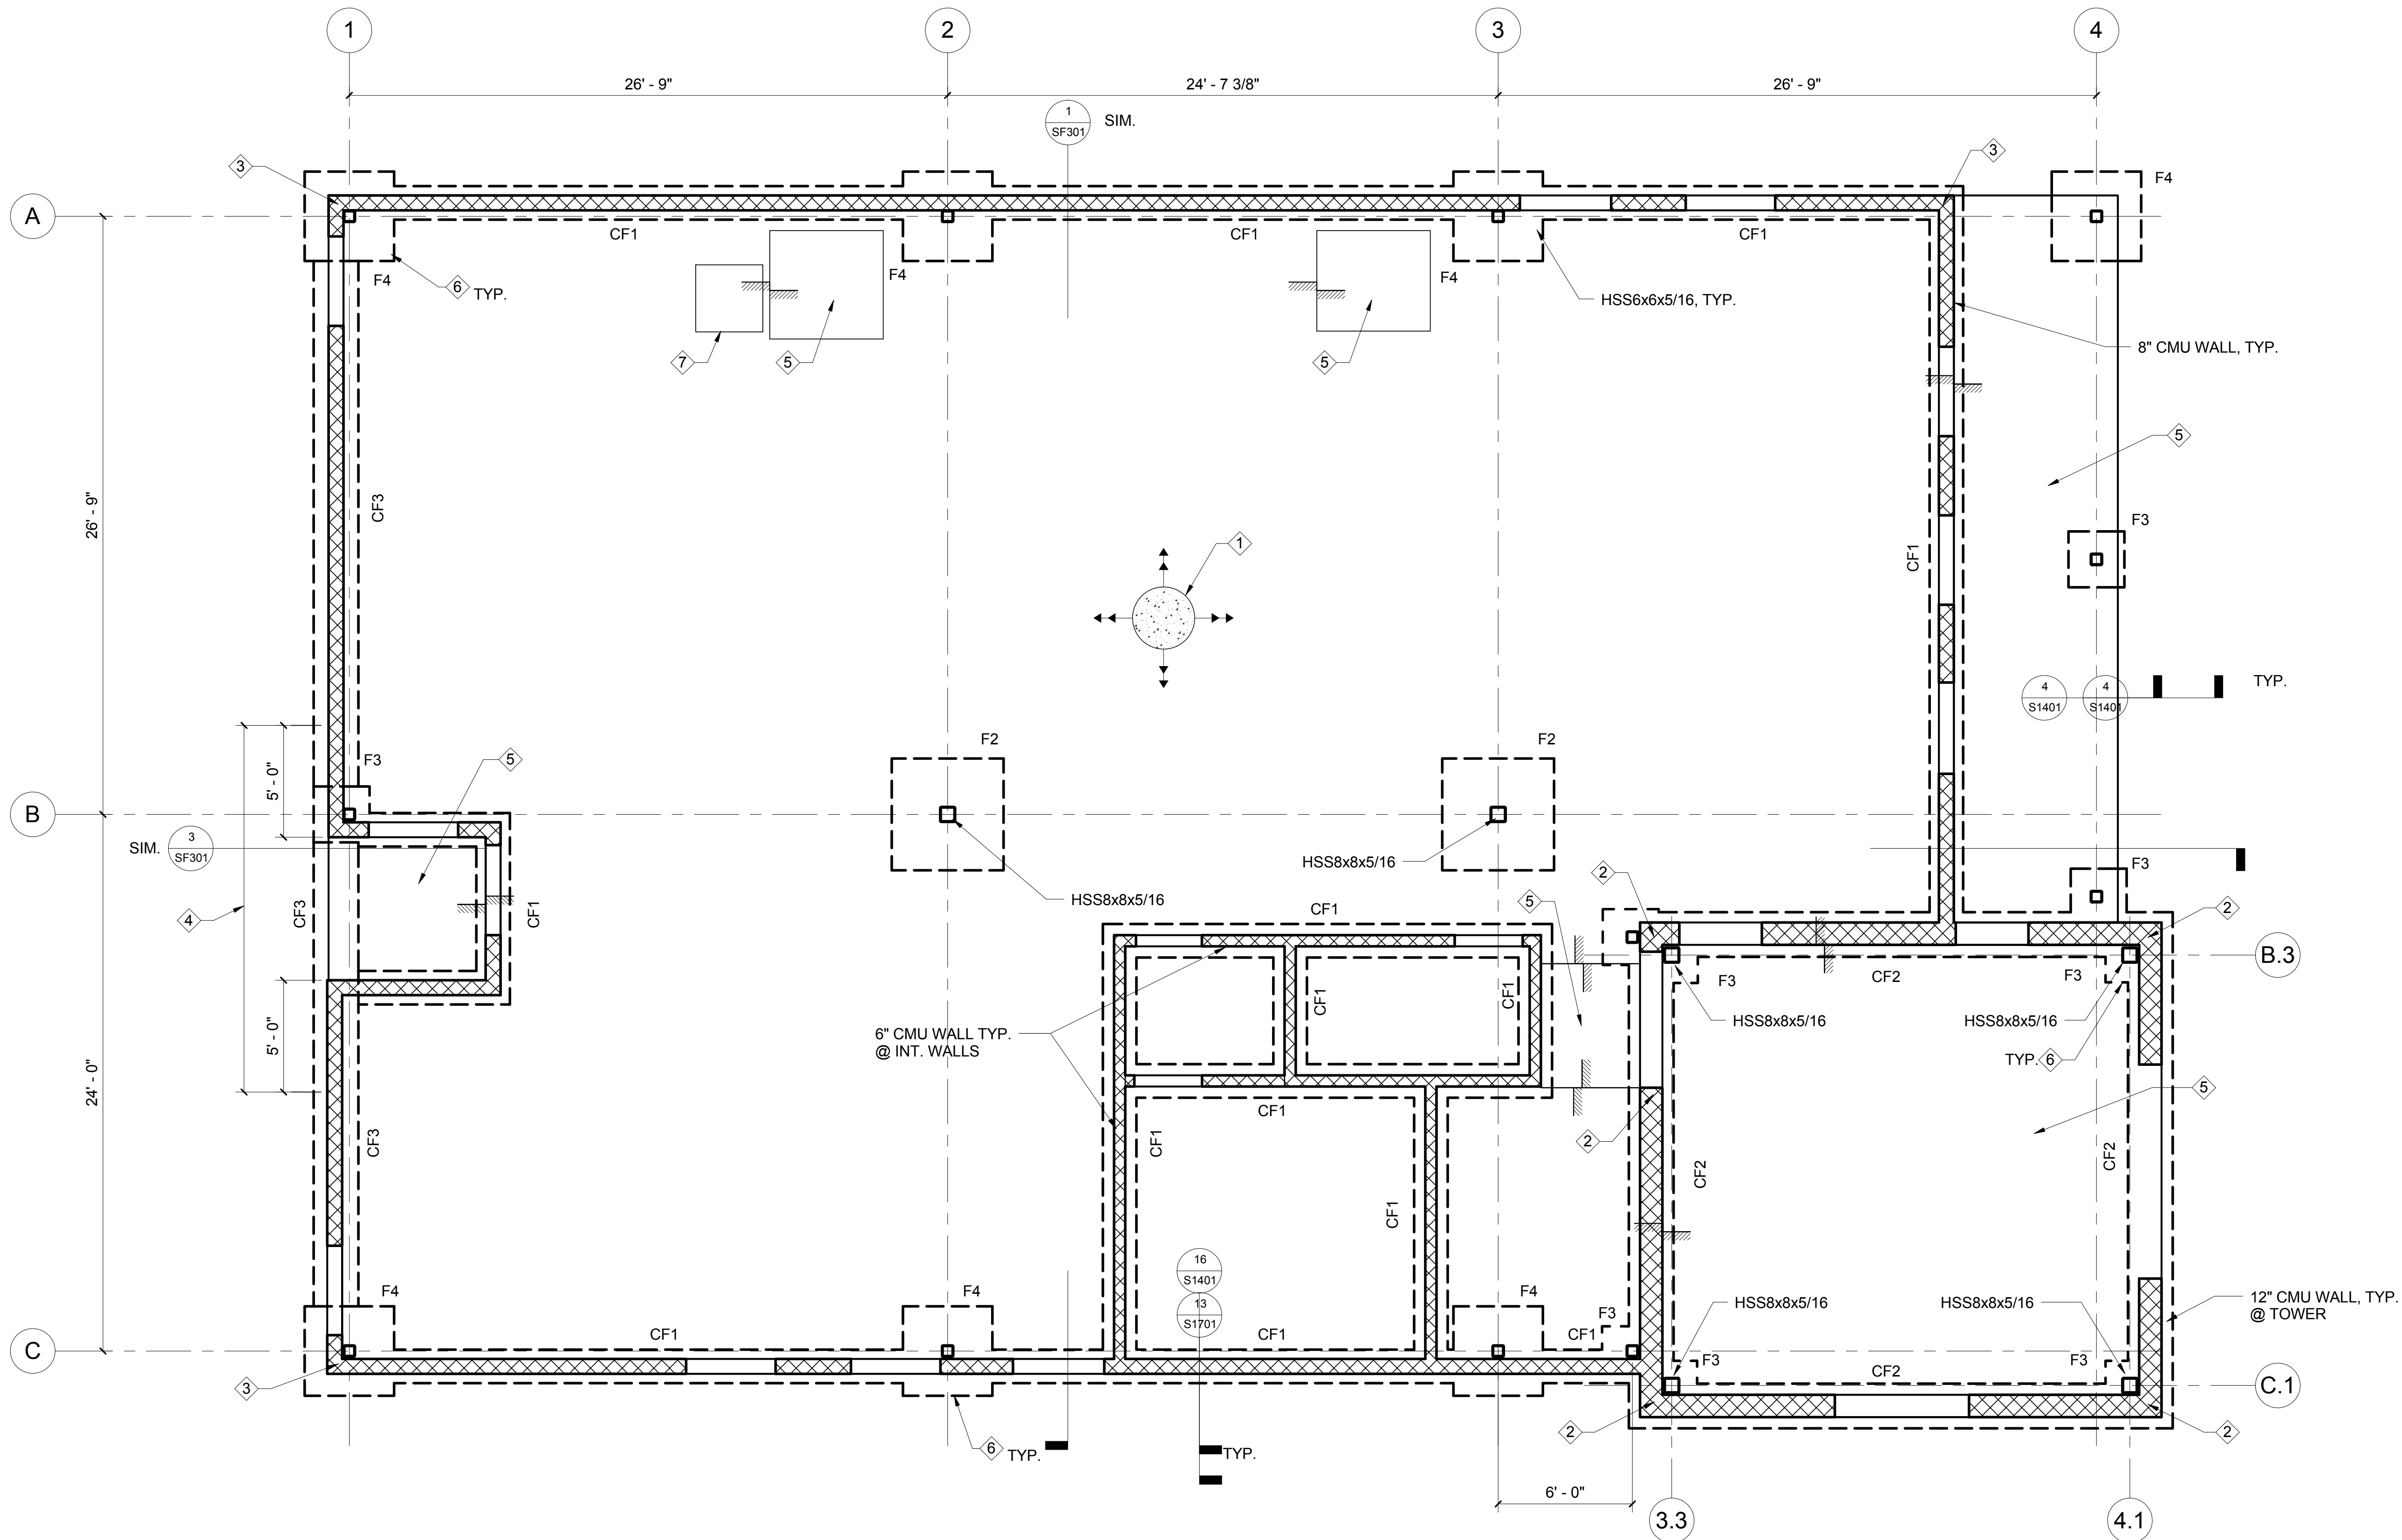 1
2
3
4
26' - 9"
24' - 7 3/8"
26' - 9"
1
SF301
SIM.
3
3
F4
A
CF1
CF1
CF1
F4
6
TYP.
F4
F4
HSS6x6x5/16, TYP.
7
5
5
8" CMU WALL, TYP.
5
26' - 9"
CF3
F3
1
CF1
4
S1401
4
S1401
TYP.
F2
F2
F3
5
5' - 0"
B
3
SF301
SIM.
HSS8x8x5/16
HSS8x8x5/16
F3
2
5
2
4
CF3
CF1
CF1
B.3
F3
CF2
F3
CF1
CF1
HSS8x8x5/16
HSS8x8x5/16
6" CMU WALL TYP.
@ INT. WALLS
5' - 0"
TYP.
6
24' - 0"
5
CF1
2
CF3
CF1
CF2
CF2
CF1
16
S1401
13
S1701
F4
F4
F4
F3
HSS8x8x5/16
HSS8x8x5/16
12" CMU WALL, TYP.
@ TOWER
C
CF1
CF1
CF1
F3
CF2
F3
3
C.1
2
2
6
TYP.
TYP.
6' - 0"
3.3
4.1